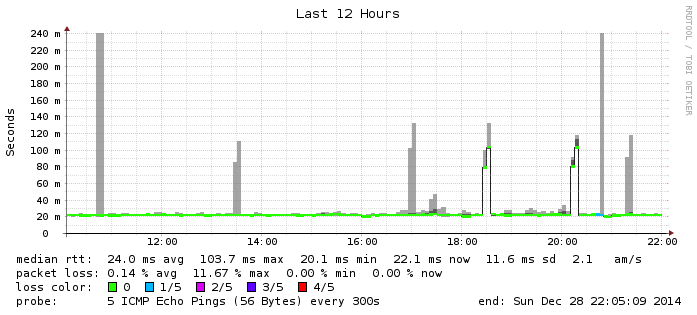 Last 12 Hours
RRDTOOL / TOBI OETIKER
Seconds
240 m
220 m
200 m
180 m
160 m
140 m
120 m
100 m
80 m
60 m
40 m
20 m
0
12:00 14:00 16:00 18:00 20:00 22:00
median rtt: 24.0 ms avg 103.7 ms max 20.1 ms min 22.1 ms now 11.6 ms sd 2.1 am/s
packet loss: 0.14 % avg 11.67 % max 0.00 % min 0.00 % now
loss color: 0 1/5 2/5 3/5 4/5
probe: 5 ICMP Echo Pings (56 Bytes) every 300s end: Sun Dec 28 22:05:09 2014